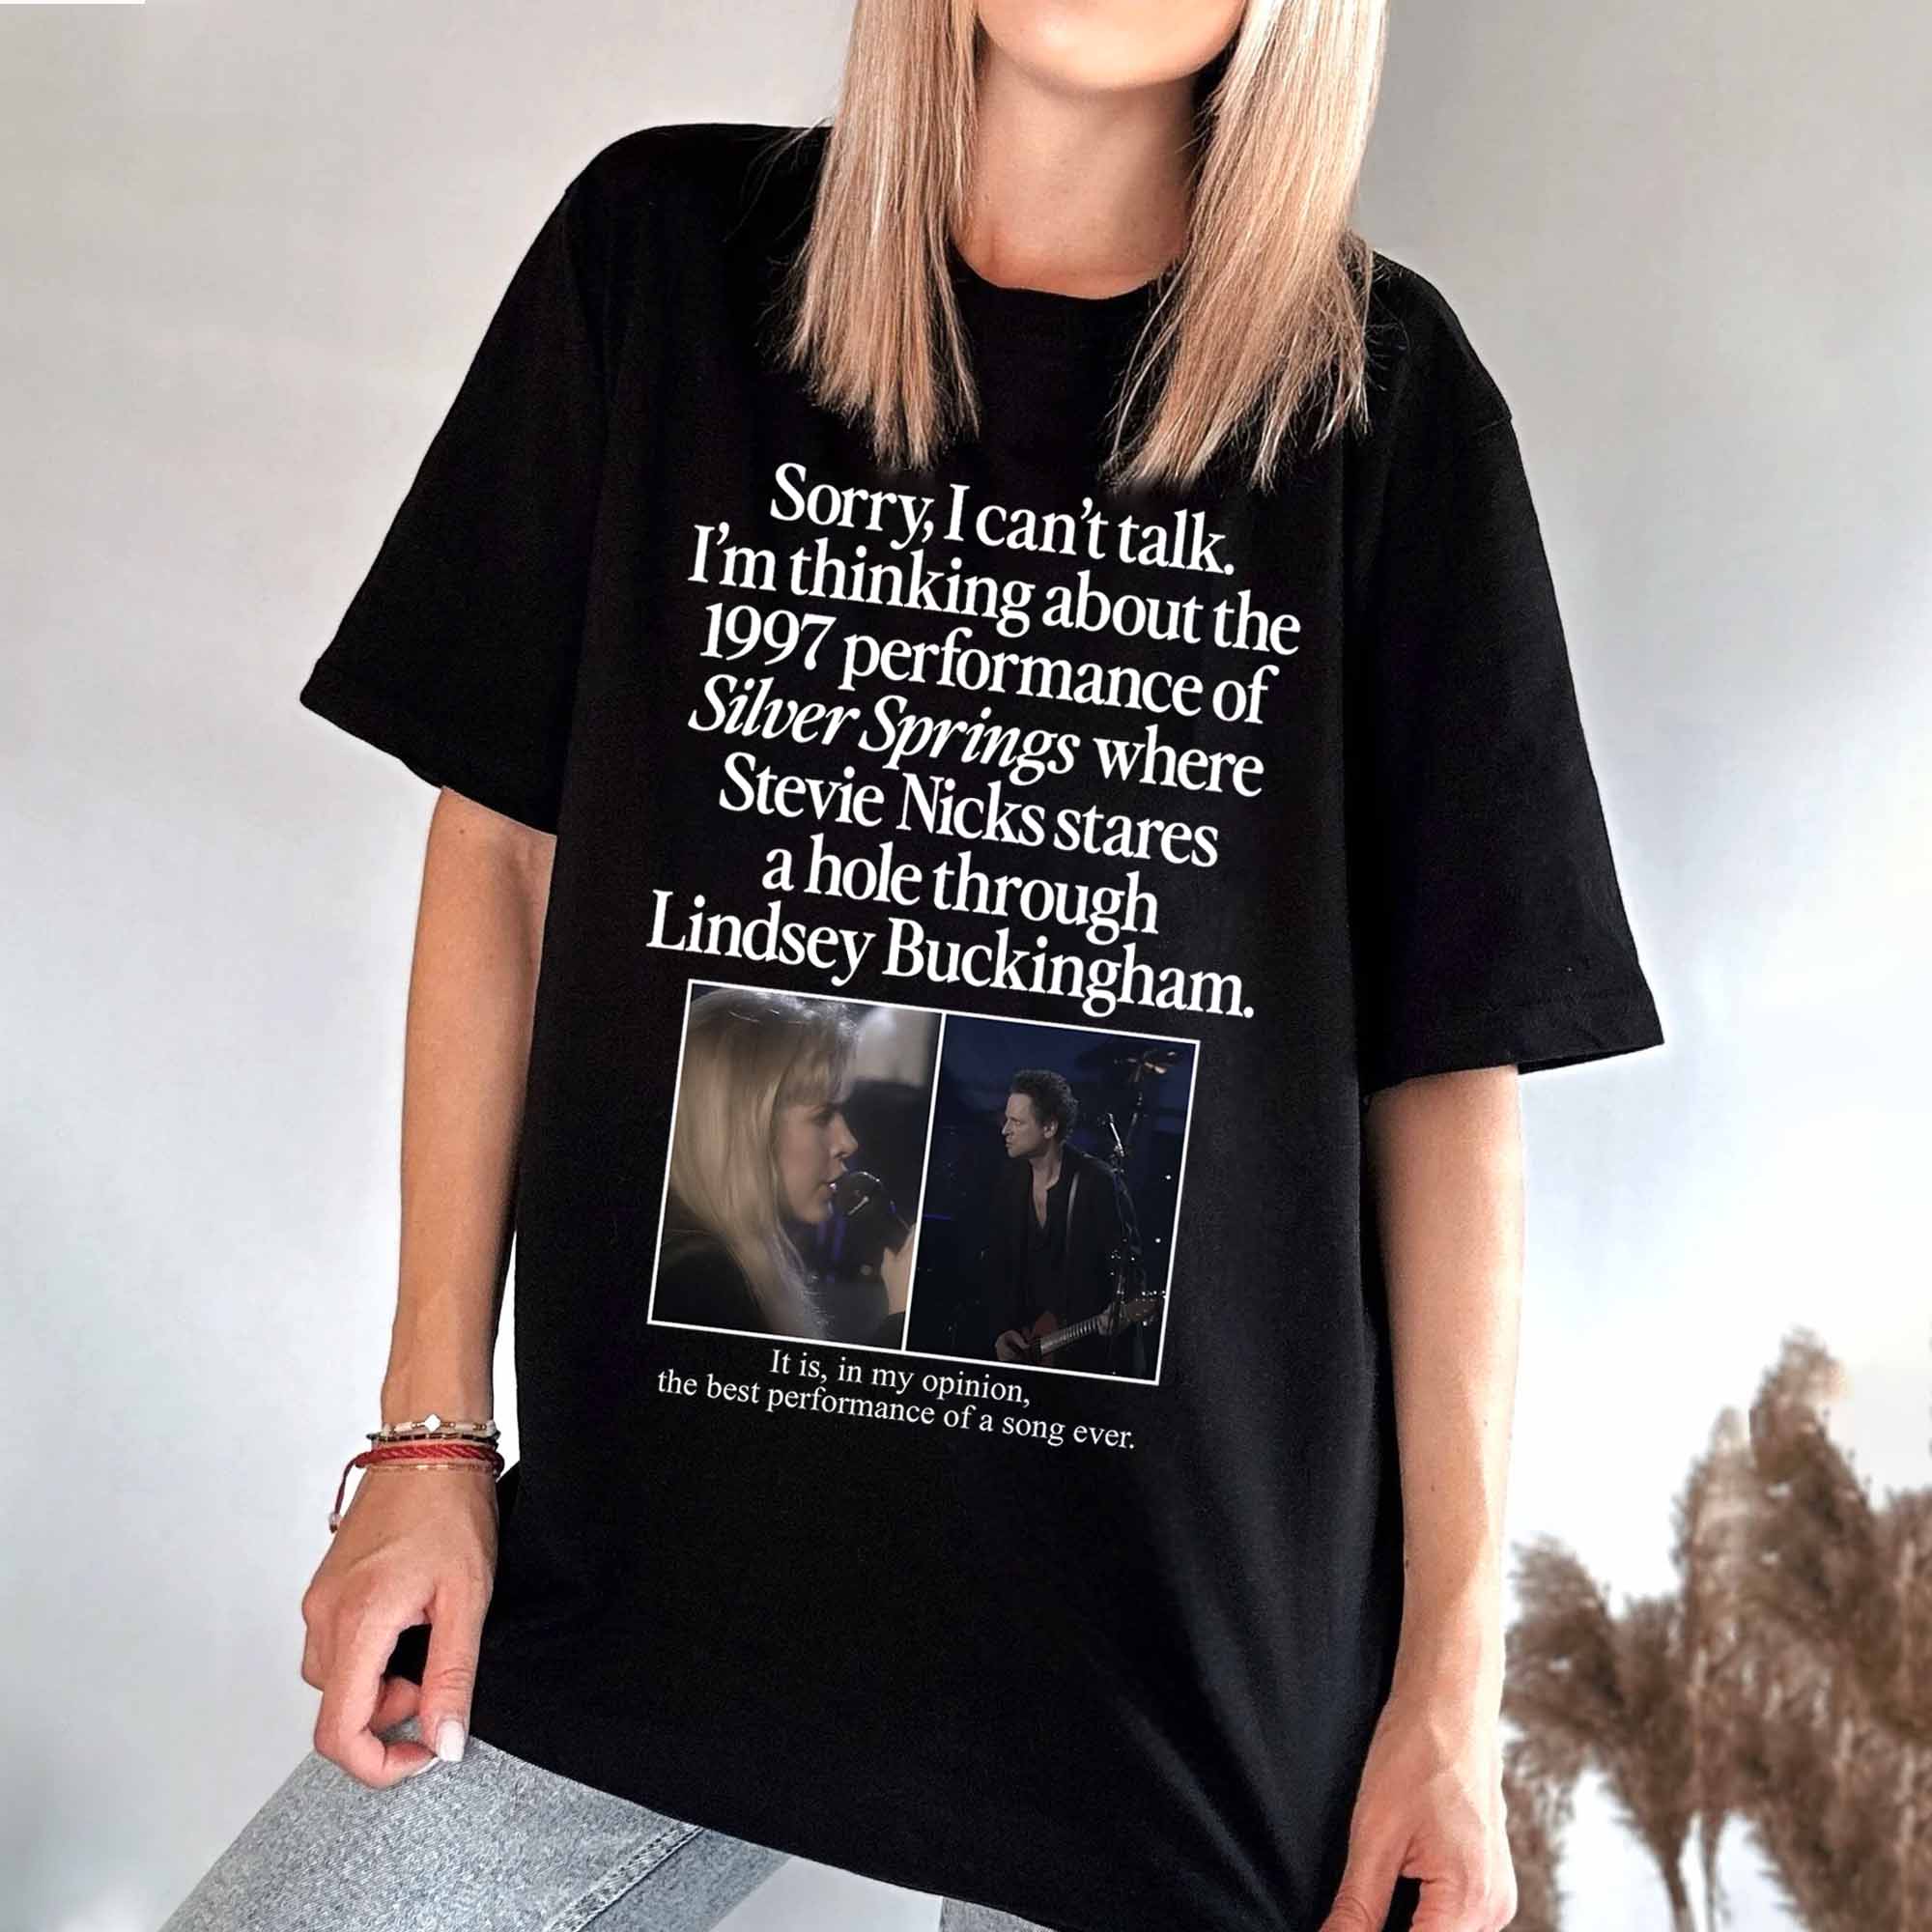 Sorry, I can't talk.
I'm thinking about the
1997 performance of
Silver Springs where
Stevie Nicks stares
a hole through
Lindsey Buckingham.
It is, in my opinion,
the best performance of a song ever.